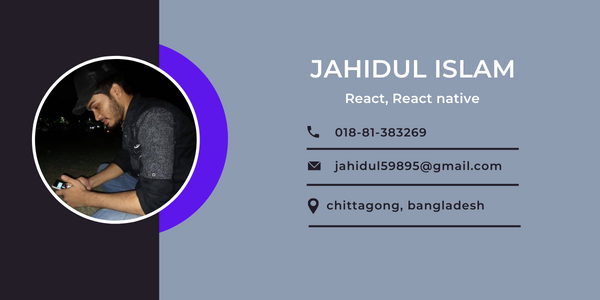 JAHIDUL ISLAM
React, React native
018-81-383269
jahidul59895@gmail.com
chittagong, bangladesh